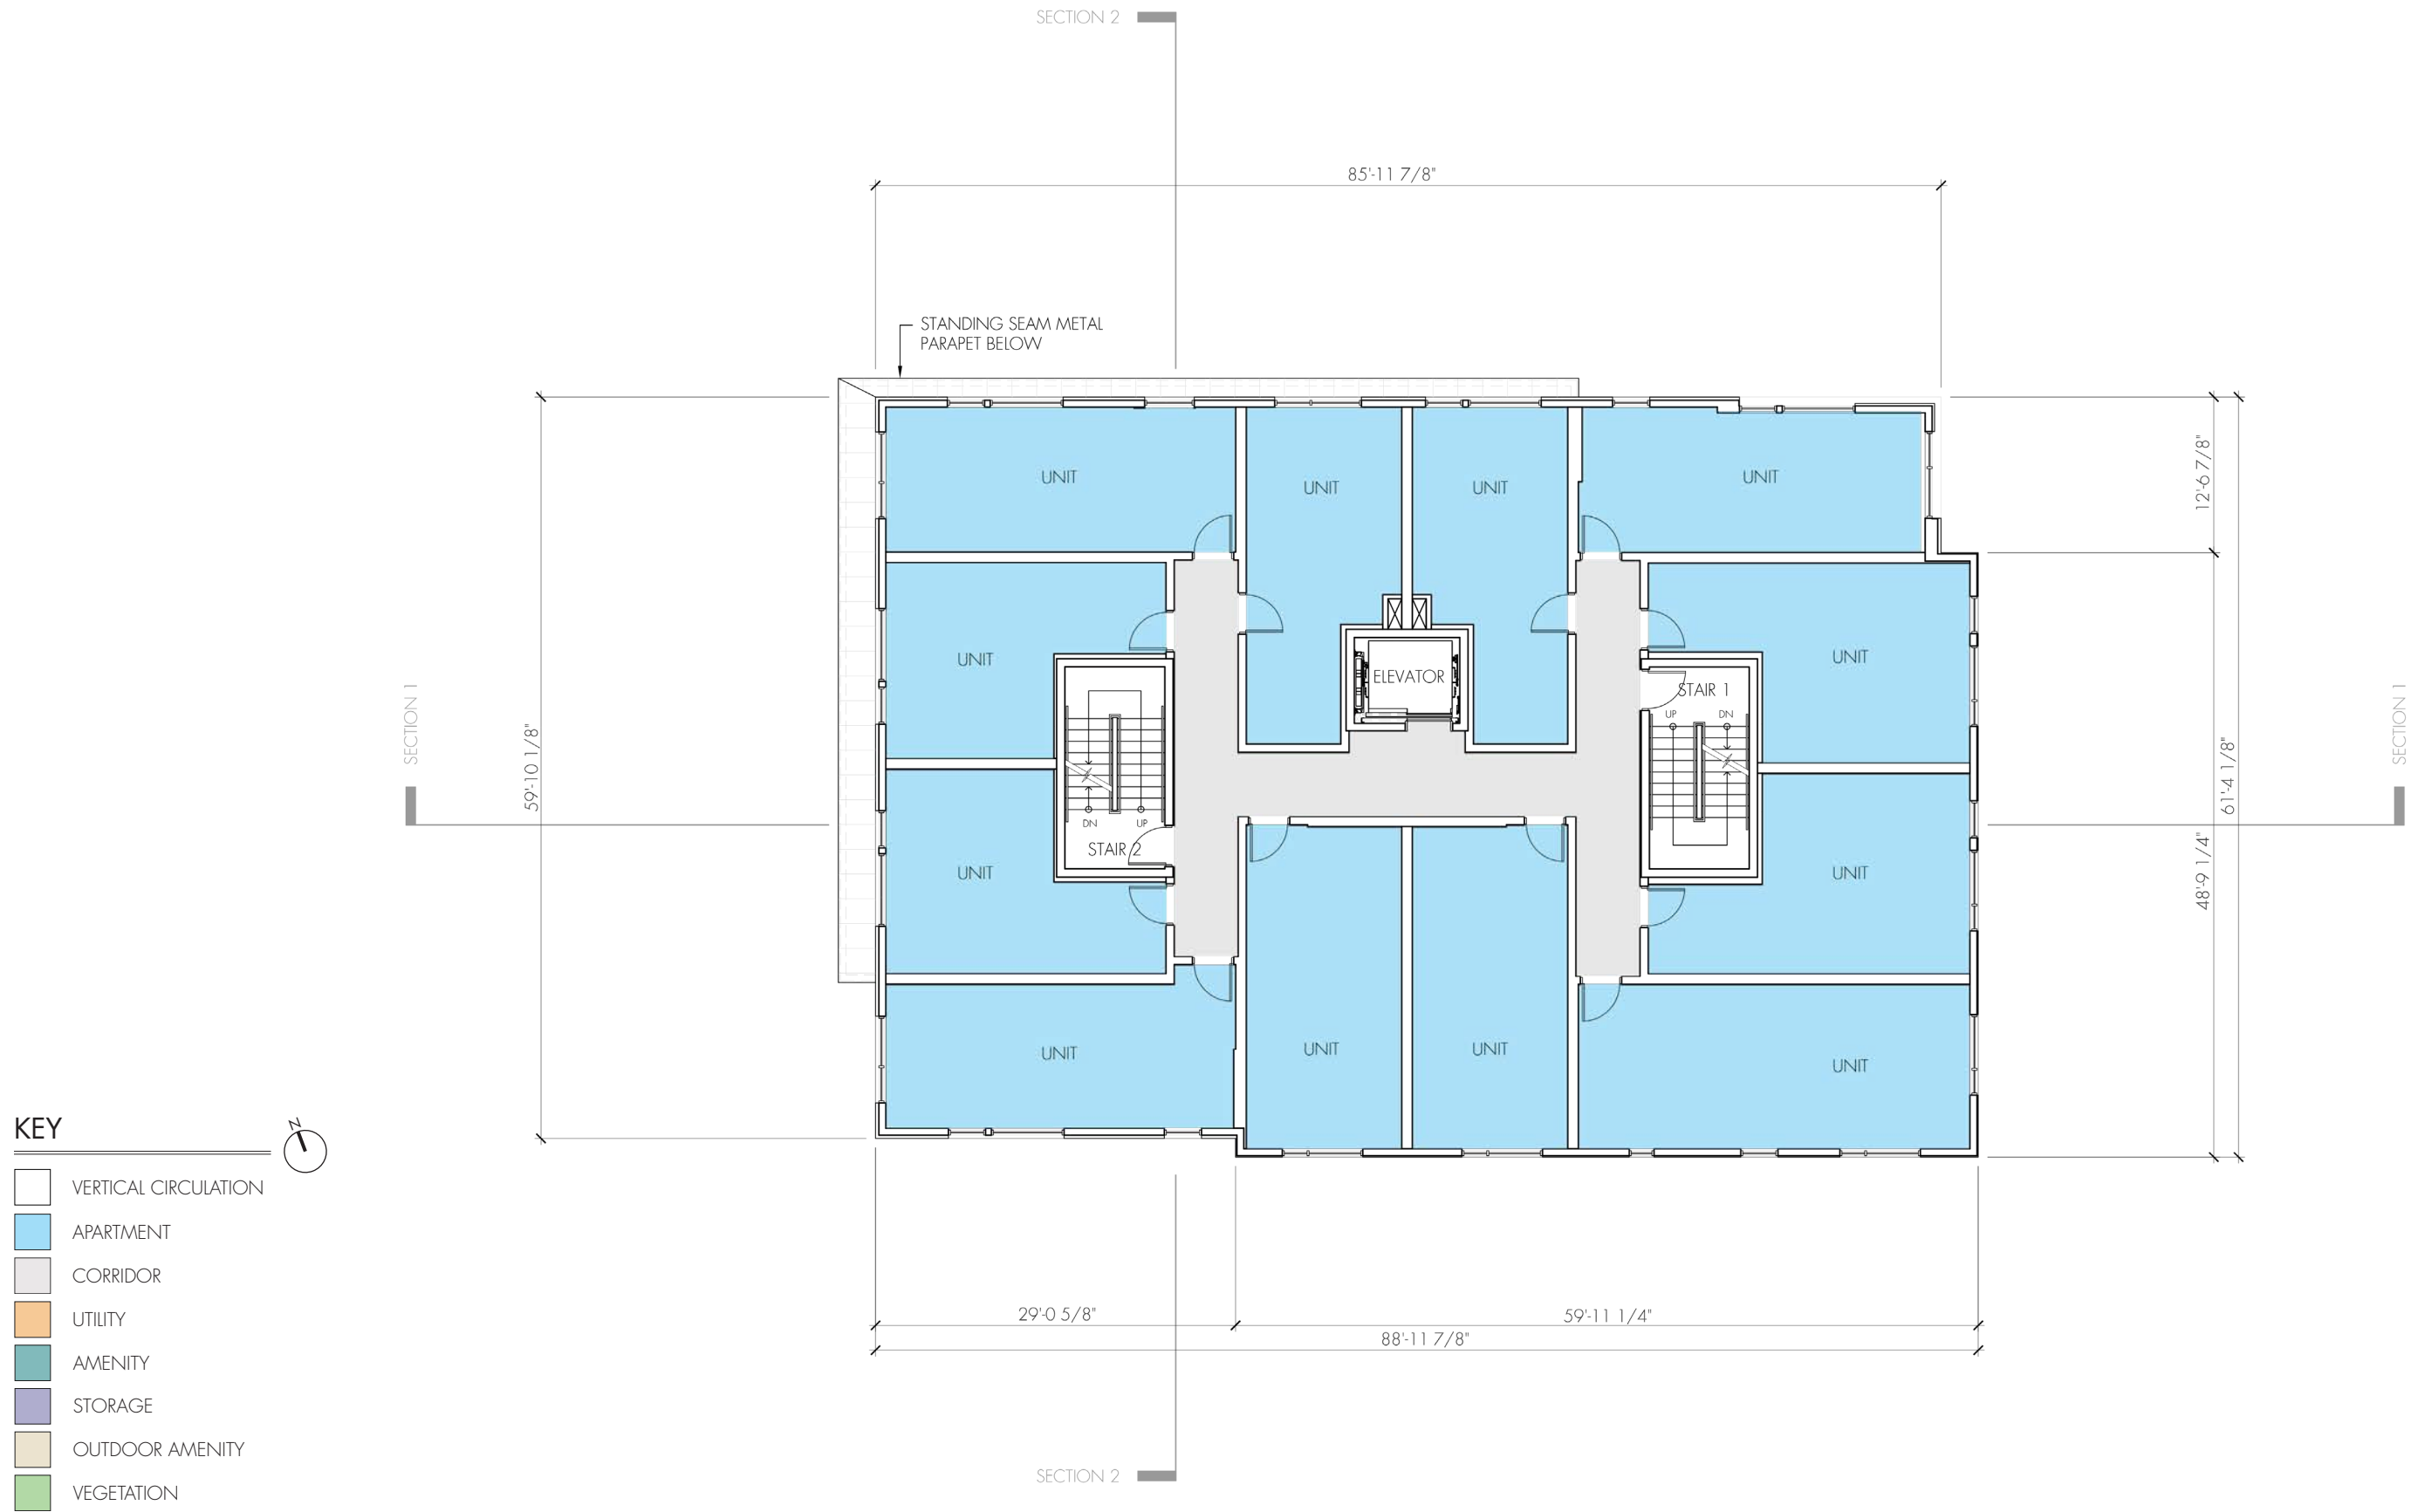 SECTION 2
85'-11 7/8"
STANDING SEAM METAL
PARAPET BELOW
12'-6 7/8"
UNIT
UNIT
UNIT
UNIT
UNIT
ELEVATOR
STAIR 1
UP
DN
UNIT
SECTION 1
59'-10 1/8"
61'-4 1/8"
SECTION 1
DN
UP
STAIR 2
UNIT
UNIT
48'-9 1/4"
UNIT
UNIT
UNIT
UNIT
KEY
N
VERTICAL CIRCULATION
APARTMENT
CORRIDOR
UTILITY
AMENITY
STORAGE
OUTDOOR AMENITY
VEGETATION
29'-0 5/8"
59'-11 1/4"
88'-11 7/8"
SECTION 2